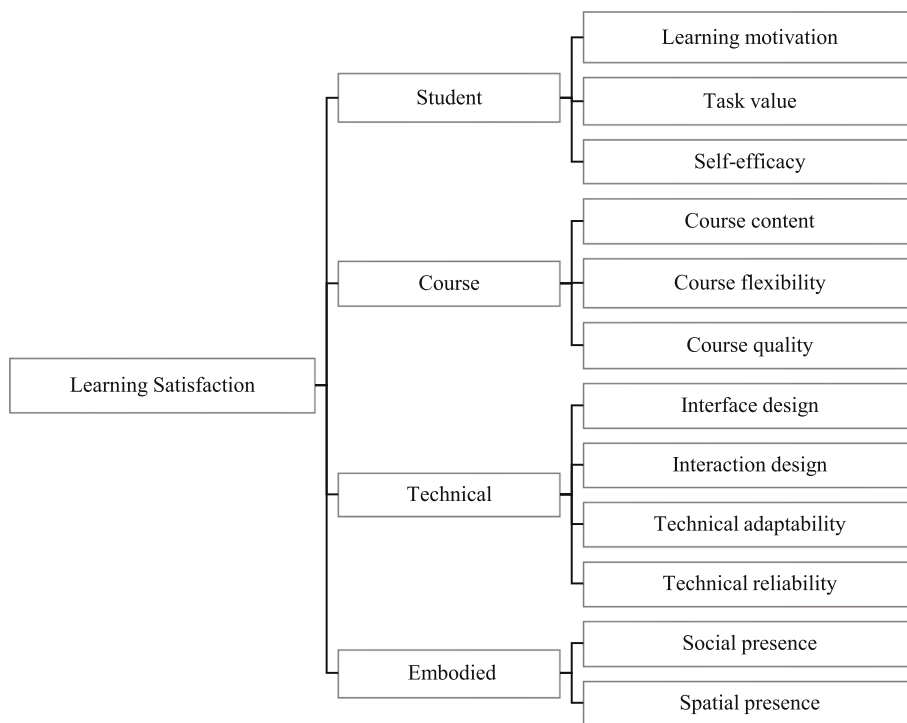 Learning motivation
Student
Task value
Self-efficacy
Course content
Course
Course flexibility
Course quality
Learning Satisfaction
Interface design
Interaction design
Technical
Technical adaptability
Technical reliability
Social presence
Embodied
Spatial presence